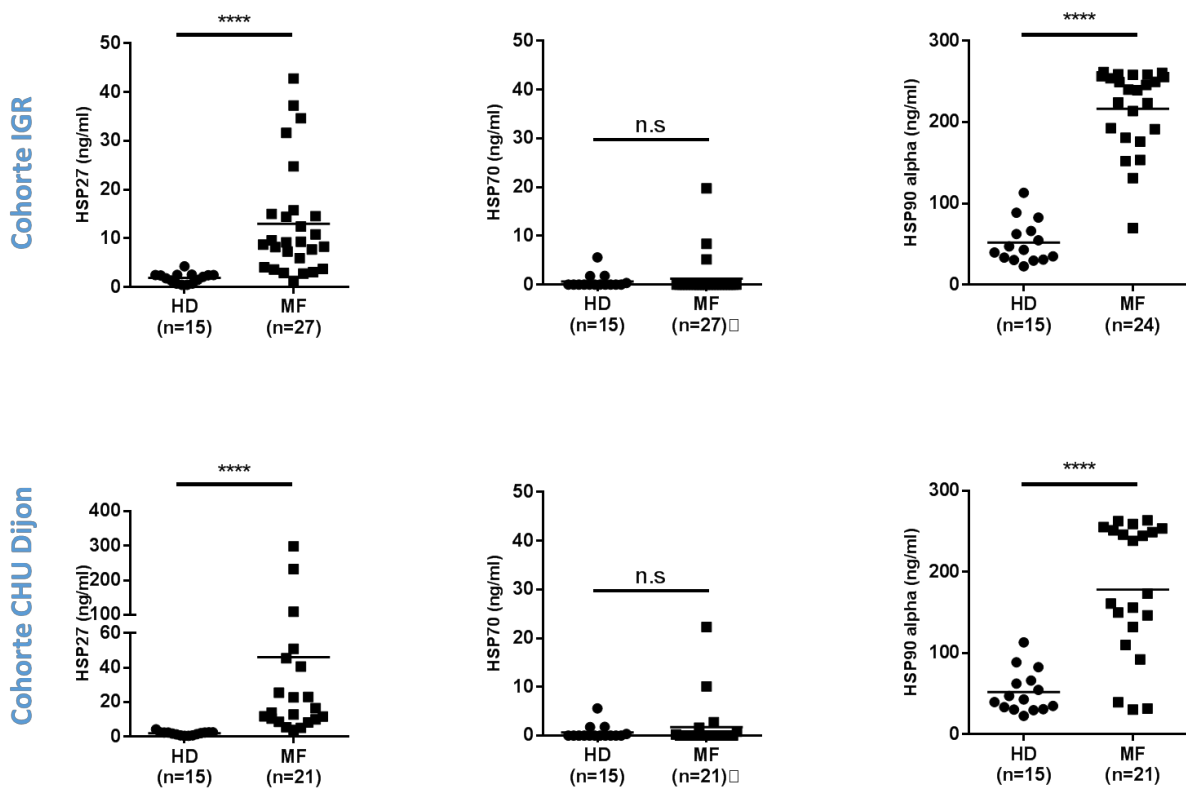 Cohorte IGR
****
50
40
30
20
10
0
HSP27 (ng/ml)
HD
(n=15)
MF
(n=27)
n.s
50
40
30
20
10
0
HSP70 (ng/ml)
HD
(n=15)
MF
(n=27)□
****
300
200
100
0
HSP90 alpha (ng/ml)
HD
(n=15)
MF
(n=24)
Cohorte CHU Dijon
****
400
300
200
100
60
40
20
0
HSP27 (ng/ml)
HD
(n=15)
MF
(n=21)
n.s
50
40
30
20
10
0
HSP70 (ng/ml)
HD
(n=15)
MF
(n=21)□
****
300
200
100
0
HSP90 alpha (ng/ml)
HD
(n=15)
MF
(n=21)